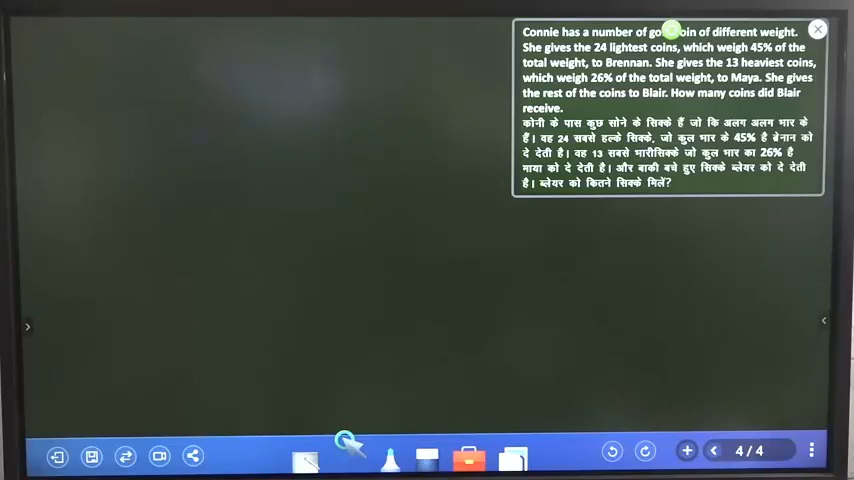 Connie has a number of go oin of different weight.
She gives the 24 lightest coins, which weigh 45% of the
total weight, to Brennan. She gives the 13 heaviest coins,
which weigh 26% of the total weight, to Maya. She gives
the rest of the coins to Blair. How many coins did Blair
receive.
कोनी के पास कुछ सोने के सिक्के हैं जो कि अलग अलग भार के
हैं। वह 24 सबसे हल्के सिक्के, जो कुल भार के 45% है ब्रेनान को
दे देती है। वह 13 सबसे भारीसिक्के जो कुल भार का 26% है
माया को दे देती है। और बाकी बचे हुए सिक्के ब्लेयर को दे देती
है। ब्लेयर को कितने सिक्के मिलें?
4/4